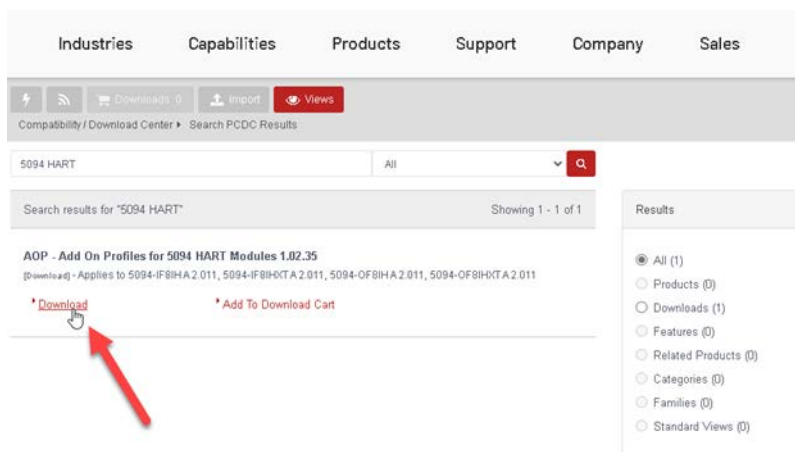 Industries Capabilities Products Support Company Sales
Downloads 0 Import Views
Compatibility / Download Center Search PCDC Results
5094 HART All
Search results for "5094 HART" Showing 1 - 1 of 1
AOP - Add On Profiles for 5094 HART Modules 1.02.35
[Download] - Applies to 5094-IF8IH A 2.011, 5094-IF8IHXT A 2.011, 5094-OF8IH A 2.011, 5094-OF8IHXT A 2.011
Download Add To Download Cart
Results
All (1)
Products (0)
Downloads (1)
Features (0)
Related Products (0)
Categories (0)
Families (0)
Standard Views (0)